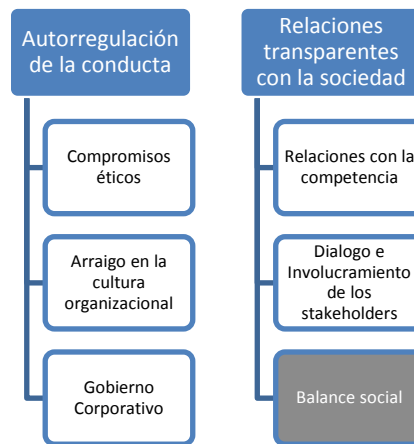 Autorregulación
de la conducta
Compromisos
éticos
Arraigo en la
cultura
organizacional
Gobierno
Corporativo
Relaciones
transparentes
con la sociedad
Relaciones con la
competencia
Dialogo e
Involucramiento
de los
stakeholders
Balance social